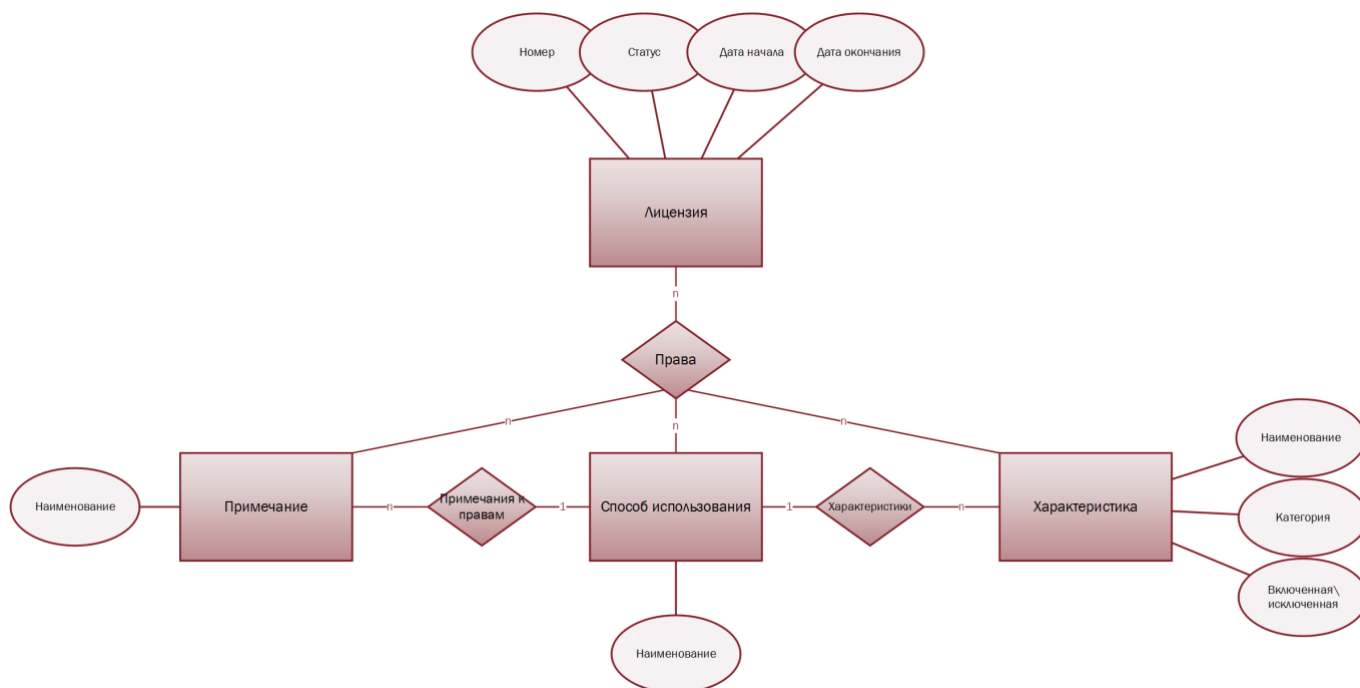 Номер
Статус
Дата начала
Дата окончания
Лицензия
n
Права
n
n
n
Наименование
Категория
Включенная\
исключенная
Наименование
Примечание
n
Примечания к
правам
1
Способ использования
1
Характеристики
n
Характеристика
Наименование